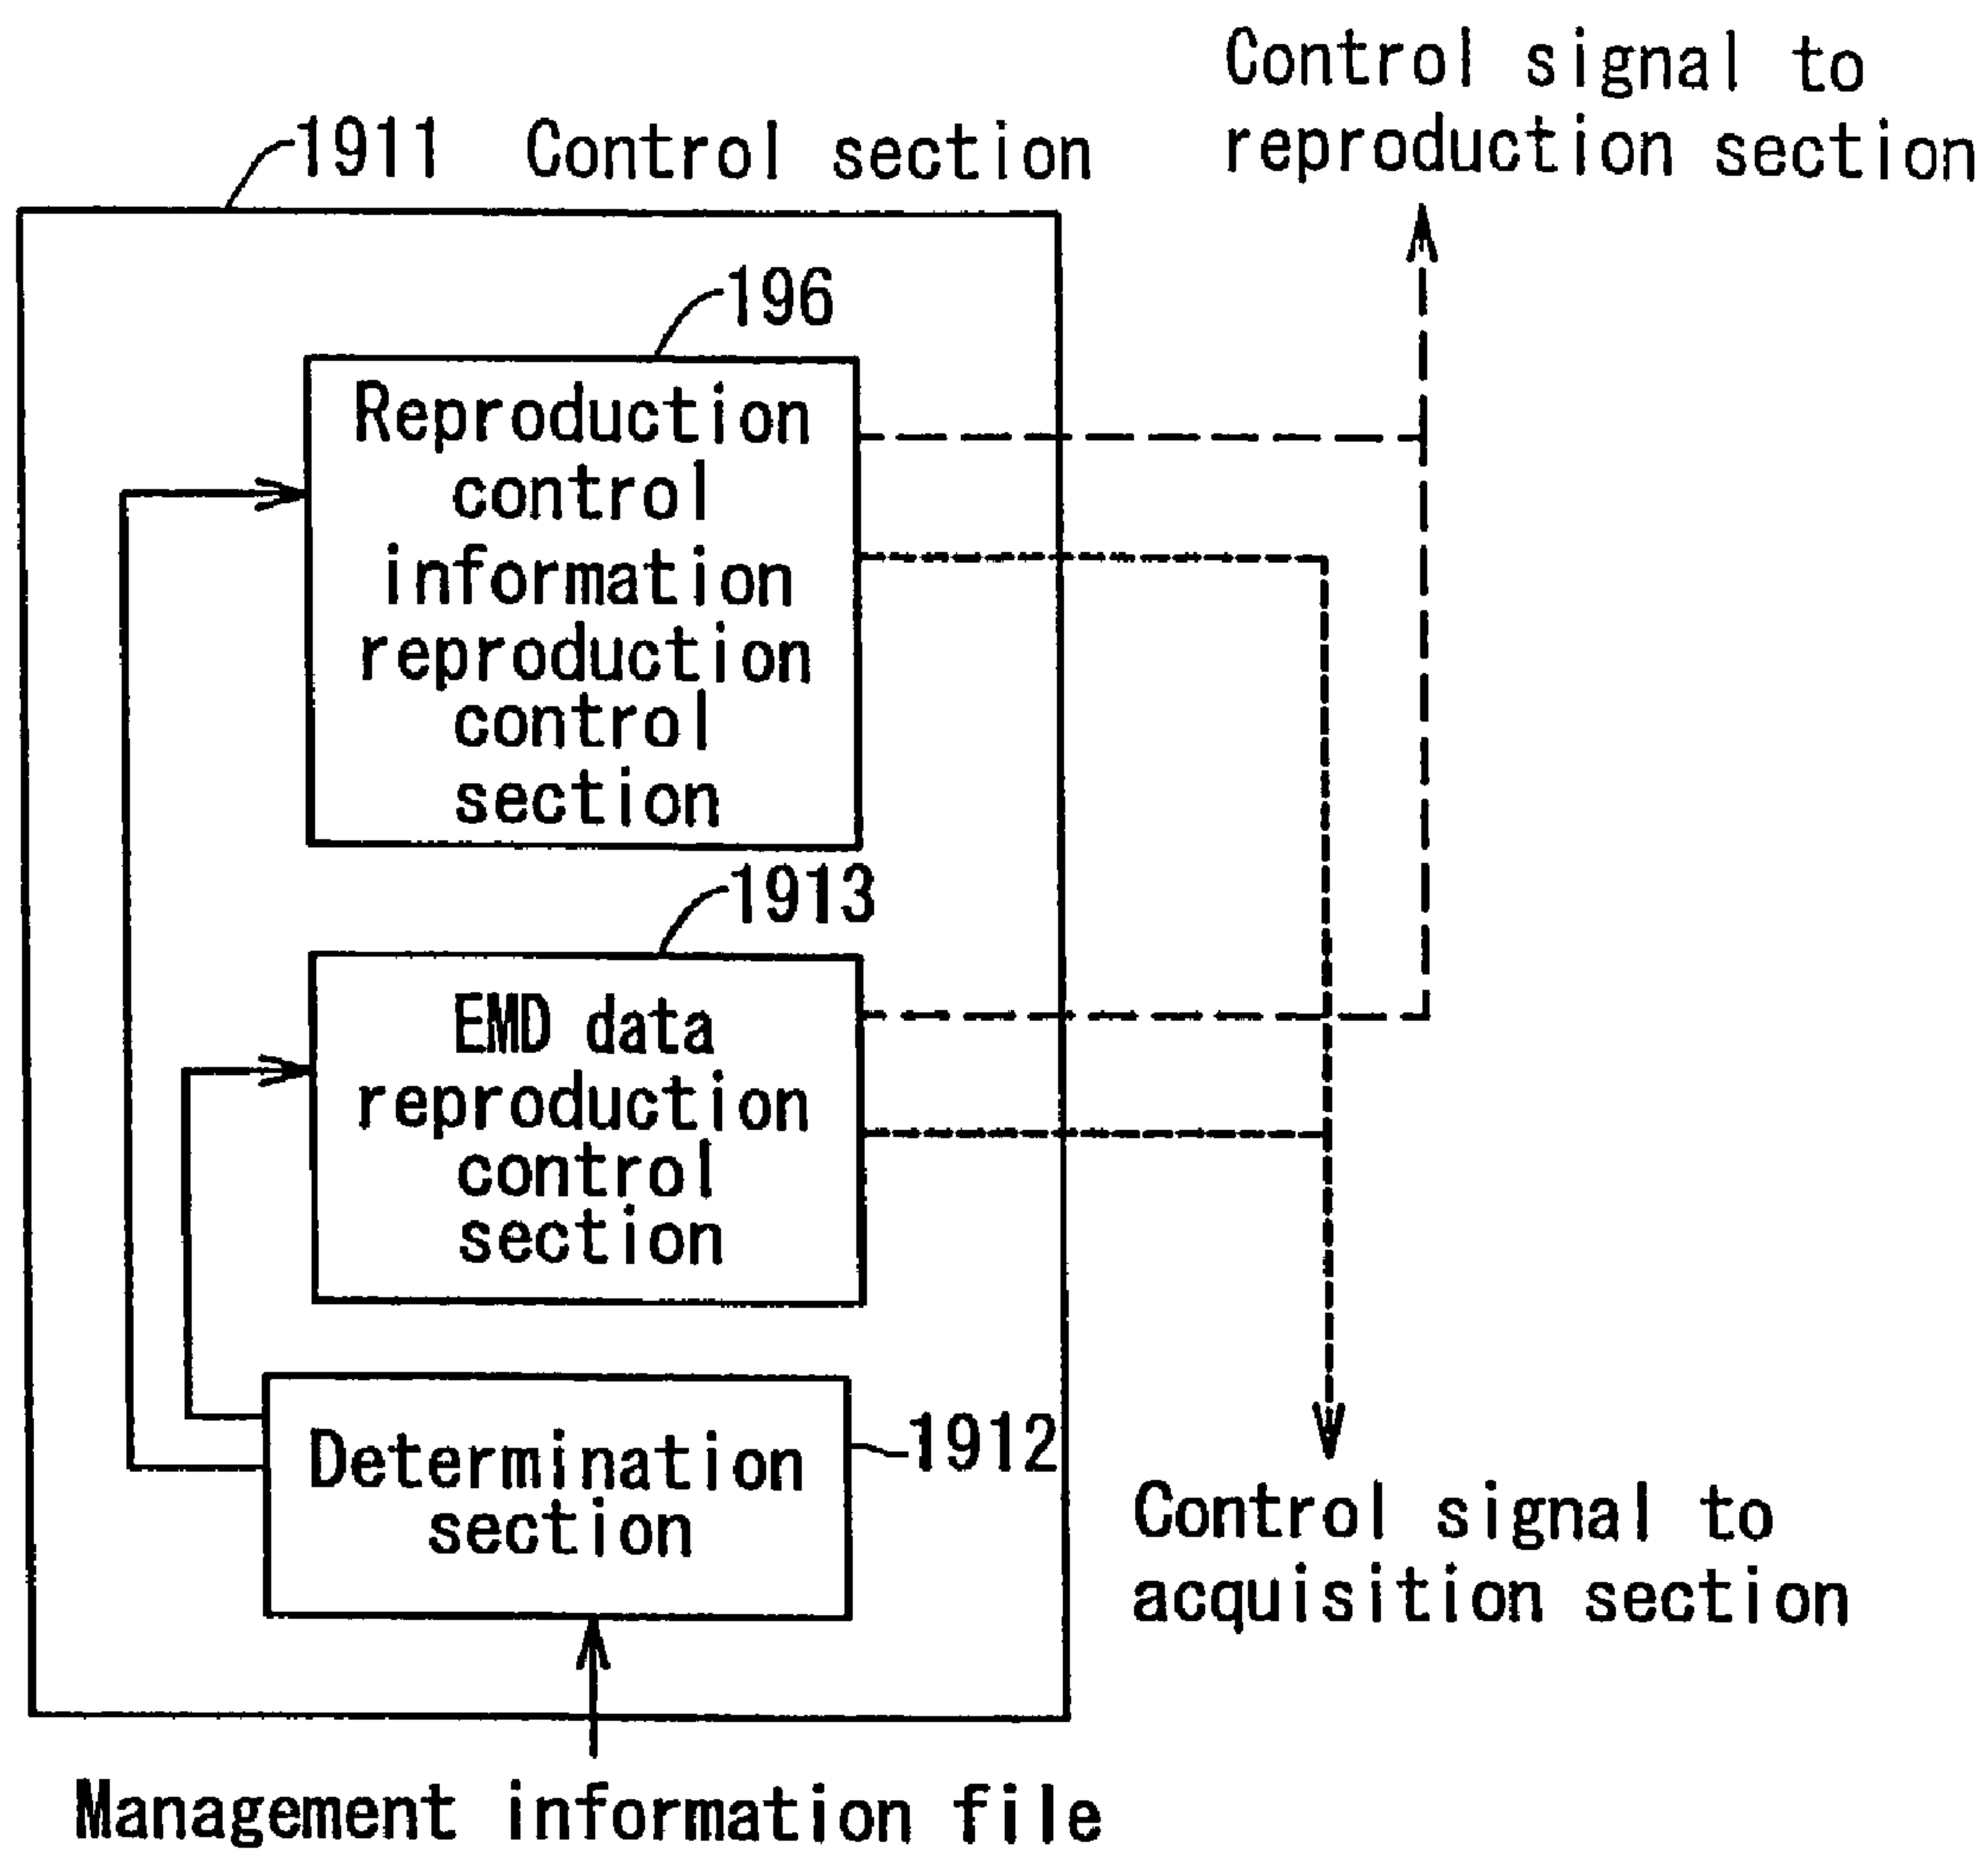 Control signal to
reproduction section
1911 Control section
196
Reproduction
control
information
reproduction
control
section
1913
EMD data
reproduction
control
section
Determination
section
1912
Control signal to
acquisition section
Management information file